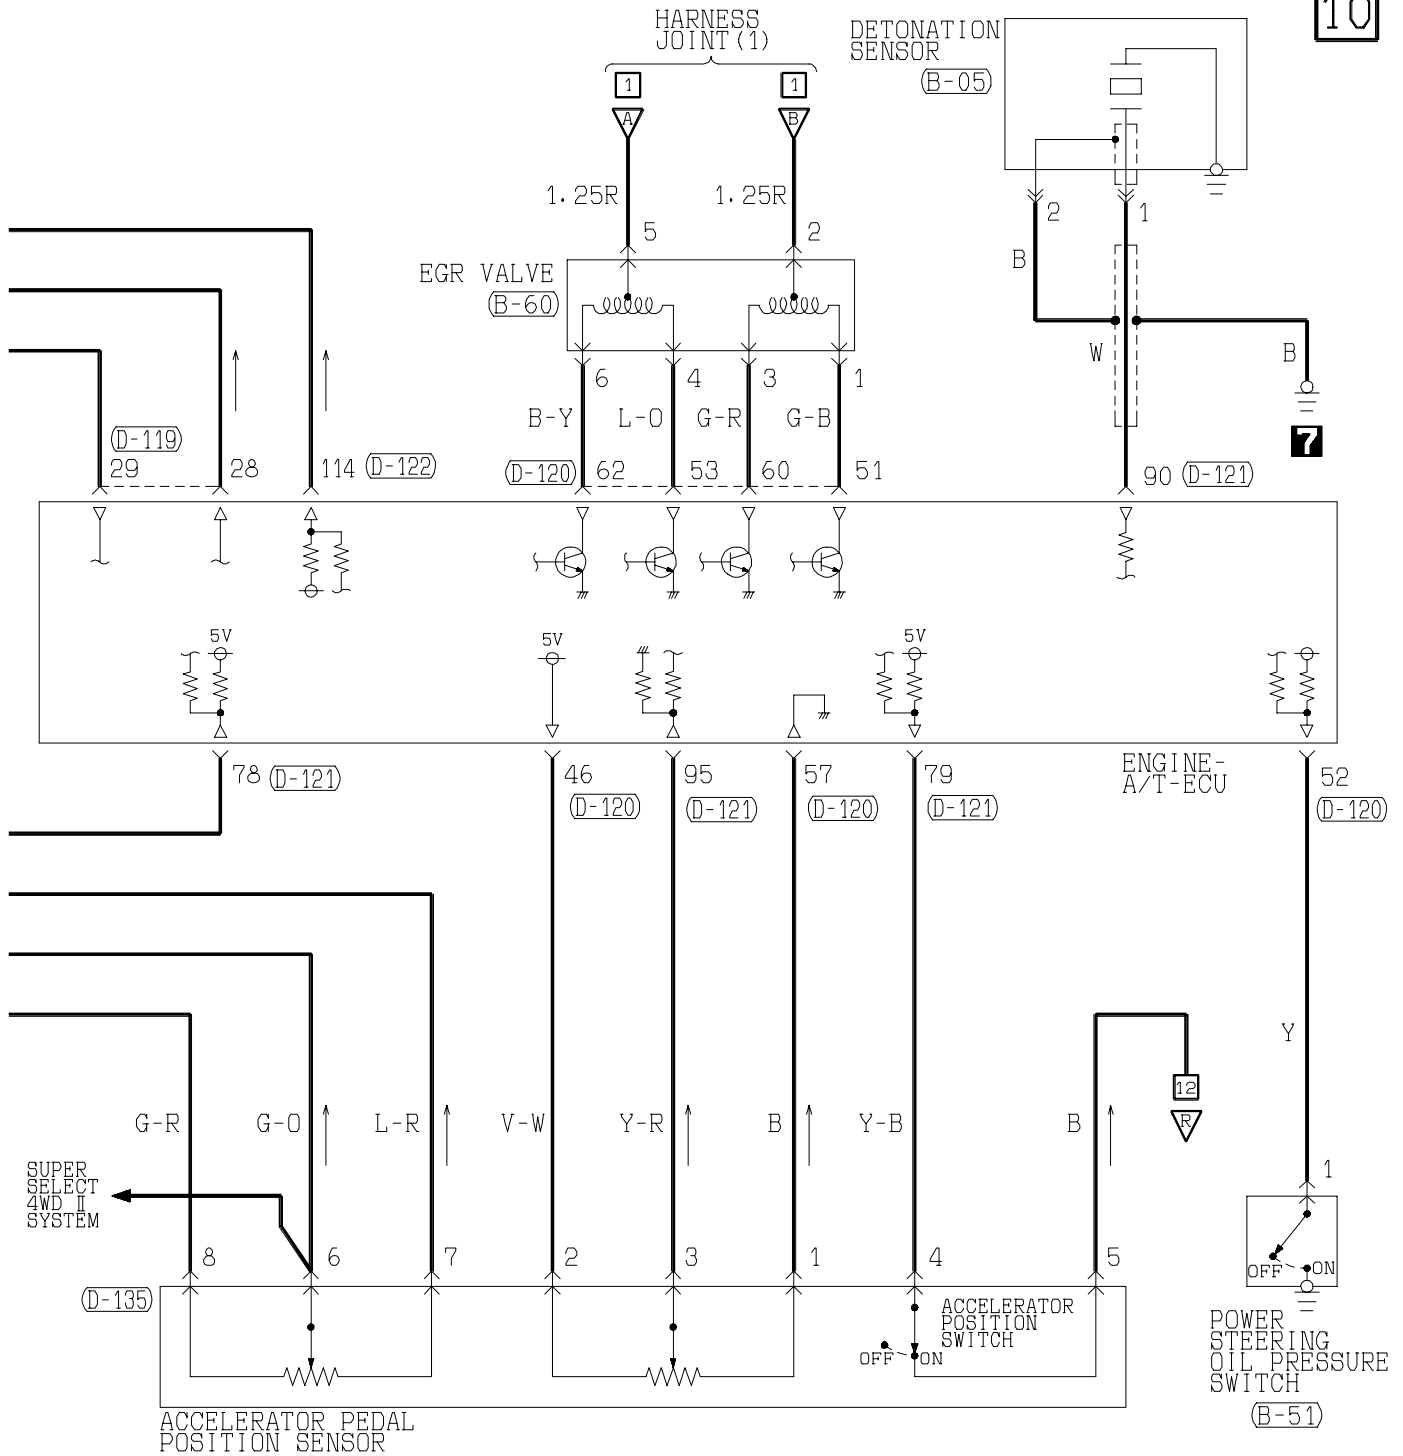 HARNESS
JOINT(1)
DETONATION
SENSOR
(B-05)
10
1
1
A
B
1.25R
1.25R
5
2
2
1
B
EGR VALVE
(B-60)
W
B
6
4
3
1
B-Y
L-O
G-R
G-B
7
(D-119)
29
28
114
(D-122)
(D-120)
62
53
60
51
90
(D-121)
5V
5V
5V
78
(D-121)
46
(D-120)
95
(D-121)
57
(D-120)
79
(D-121)
ENGINE-
A/T-ECU
52
(D-120)
Y
12
R
G-R
G-O
L-R
V-W
Y-R
B
Y-B
B
SUPER
SELECT
4WD II
SYSTEM
1
8
6
7
2
3
1
4
5
OFF
ON
(D-135)
ACCELERATOR
POSITION
SWITCH
OFF
ON
POWER
STEERING
OIL PRESSURE
SWITCH
(B-51)
ACCELERATOR PEDAL
POSITION SENSOR